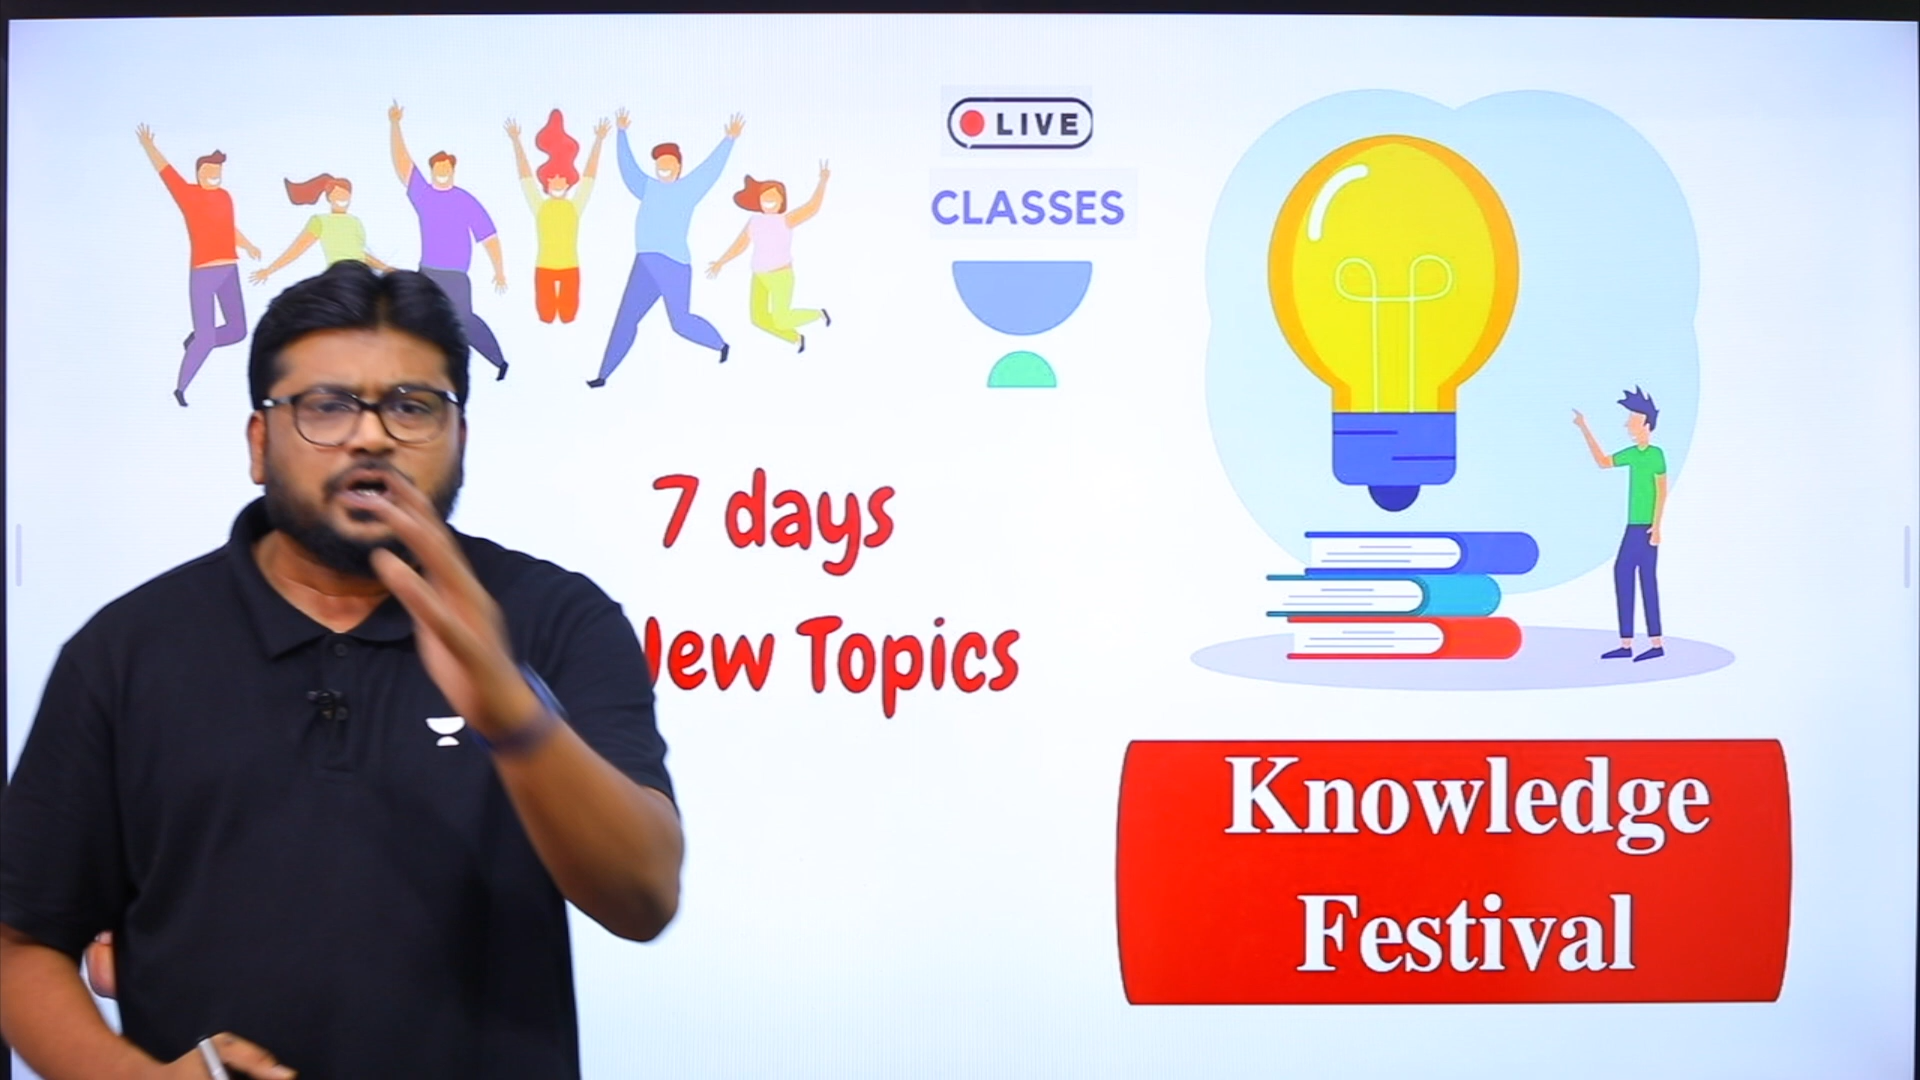 LIVE
CLASSES
7 days
Topics
Knowledge
Festival